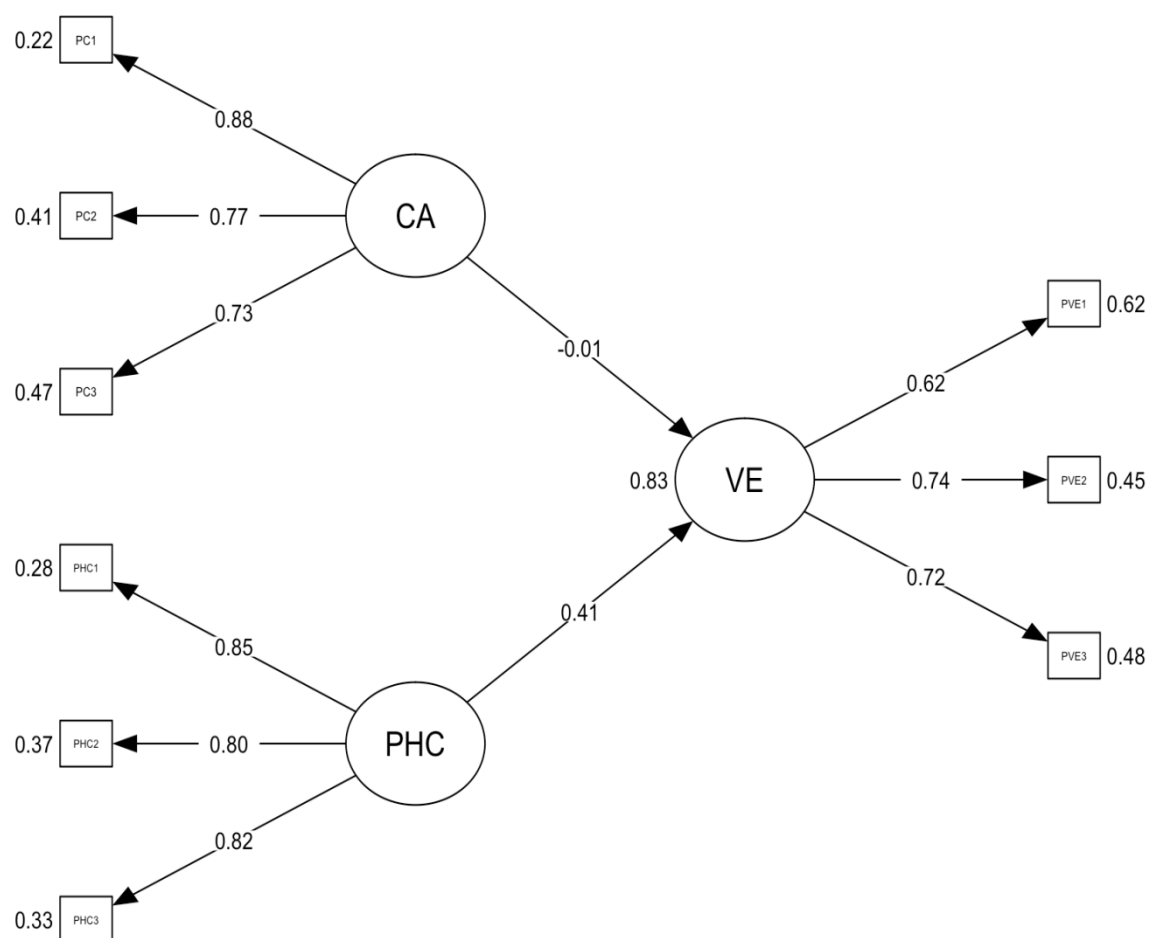 0.22 PC1
0.88
0.41 PC2 0.77 CA
0.73
-0.01
0.47 PC3
PVE1 0.62
0.62
0.83 VE 0.74 PVE2 0.45
0.28 PHC1
0.72
0.41
0.85
PVE3 0.48
0.37 PHC2 0.80 PHC
0.82
0.33 PHC3